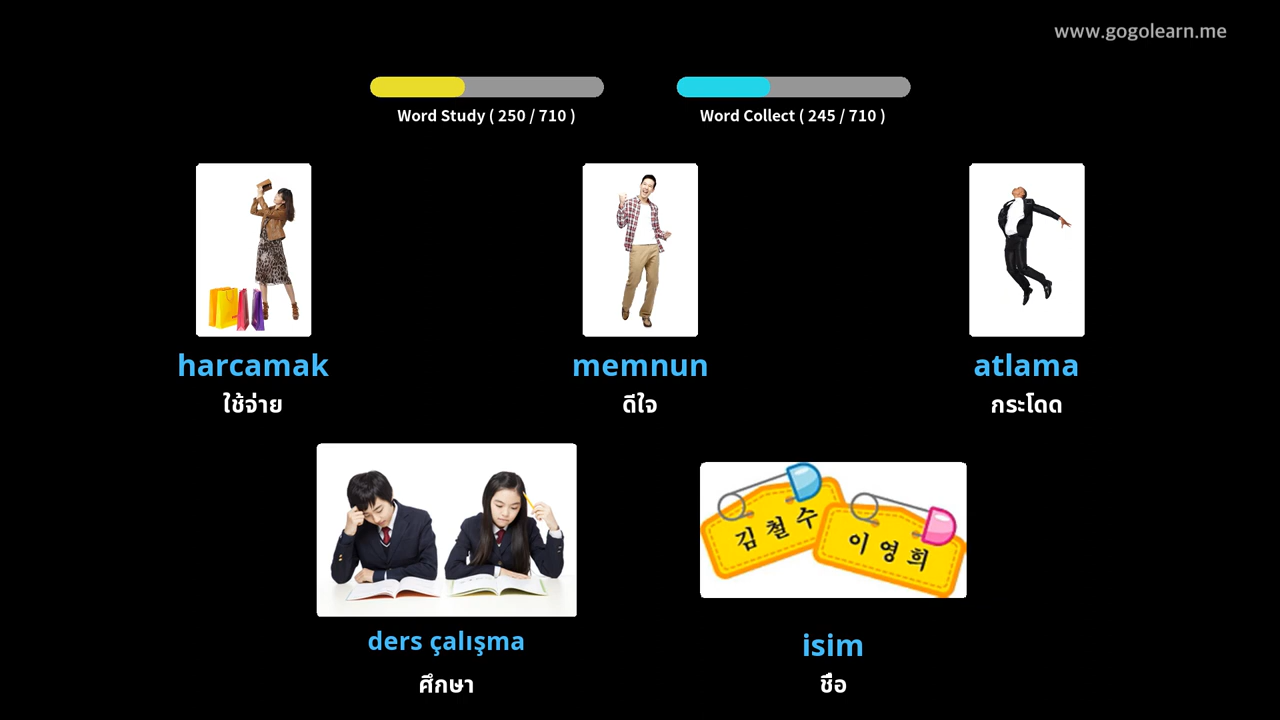 www.gogolearn.me
Word Study ( 250 / 710 )
Word Collect ( 245 / 710 )
harcamak
ใช้จ่าย
memnun
ดีใจ
atlama
กระโดด
김철수
이영희
ders çalışma
ศึกษา
isim
ชื่อ